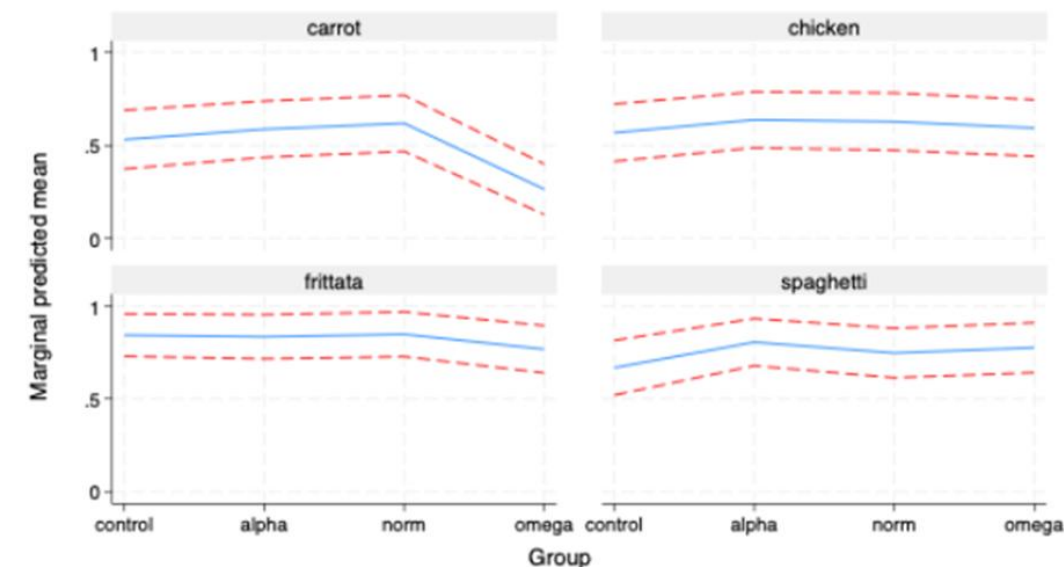 carrot
chicken
1
.5
0
frittata
spaghetti
1
.5
0
control alpha norm omega control alpha norm omega
Group
Marginal predicted mean